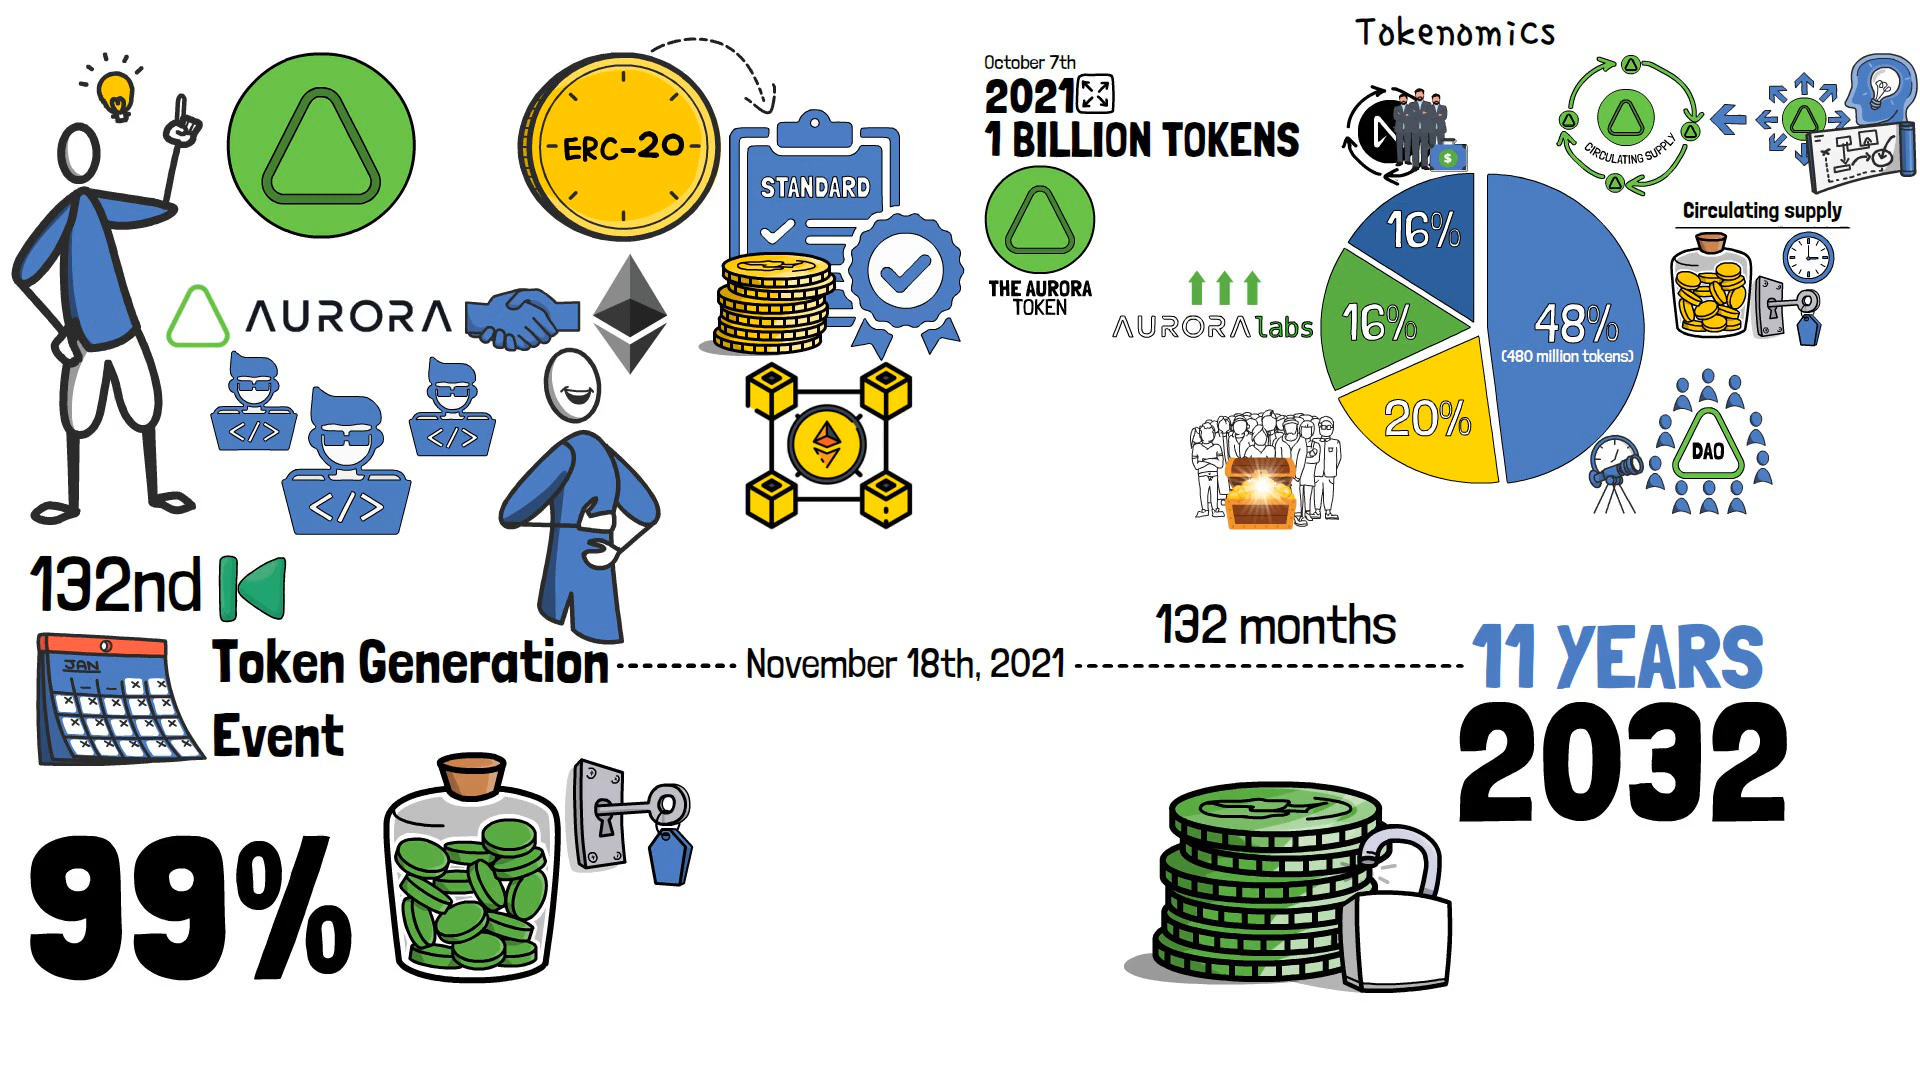 Tokenomics
ERC-20
STANDARD
AURORA
</>
</>
</>
October 7th
2021
1 BILLION TOKENS
THE AURORA
TOKEN
AURORA labs
16%
16%
20%
48%
(480 million tokens)
$
CIRCULATING SUPPLY
Circulating supply
DAO
132nd
JAN
Token Generation
Event
November 18th, 2021
132 months
11 YEARS
2032
99%